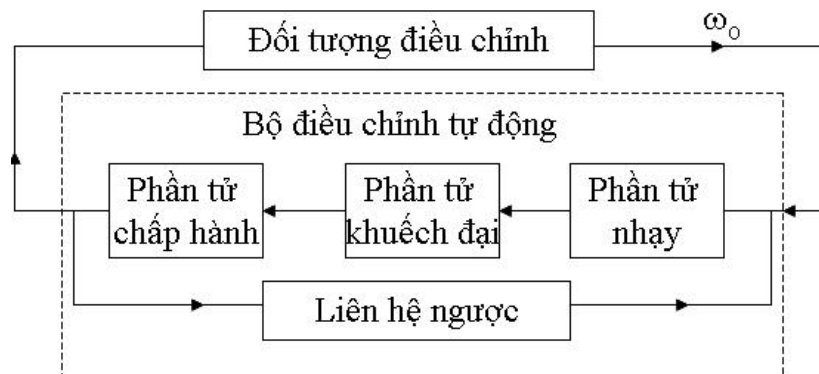 Đối tượng điều chỉnh
ω₀
Bộ điều chỉnh tự động
Phần tử
chấp hành
Phần tử
khuếch đại
Phần tử
nhạy
Liên hệ ngược